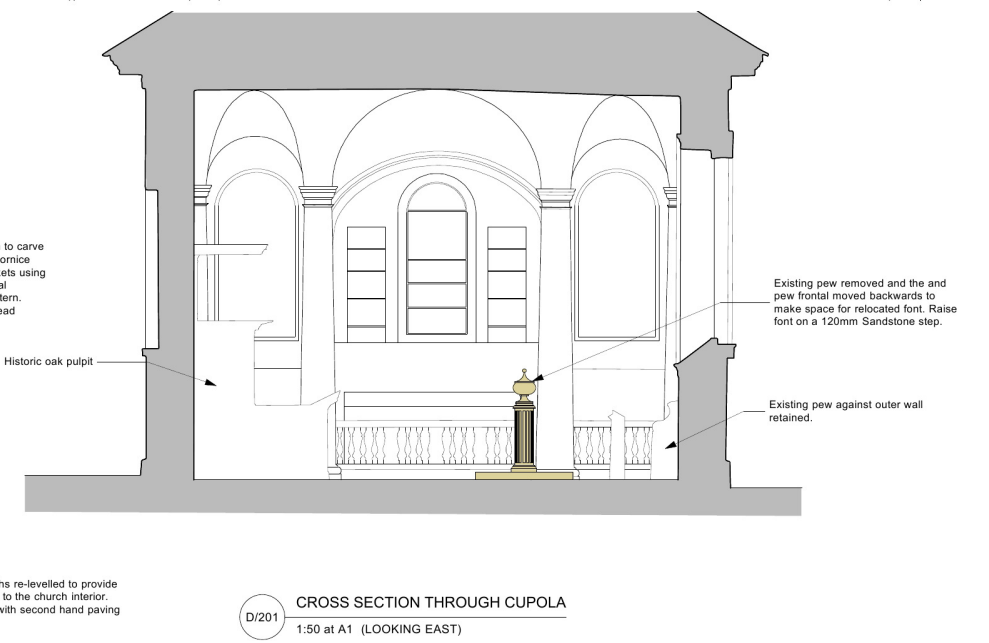 to carve
ornice
ets using
al
tern.
ead
Historic oak pulpit
Existing pew removed and the and
pew frontal moved backwards to
make space for relocated font. Raise
font on a 120mm Sandstone step.
Existing pew against outer wall
retained.
hs re-levelled to provide
to the church interior.
with second hand paving
D/201
CROSS SECTION THROUGH CUPOLA
1:50 at A1 (LOOKING EAST)